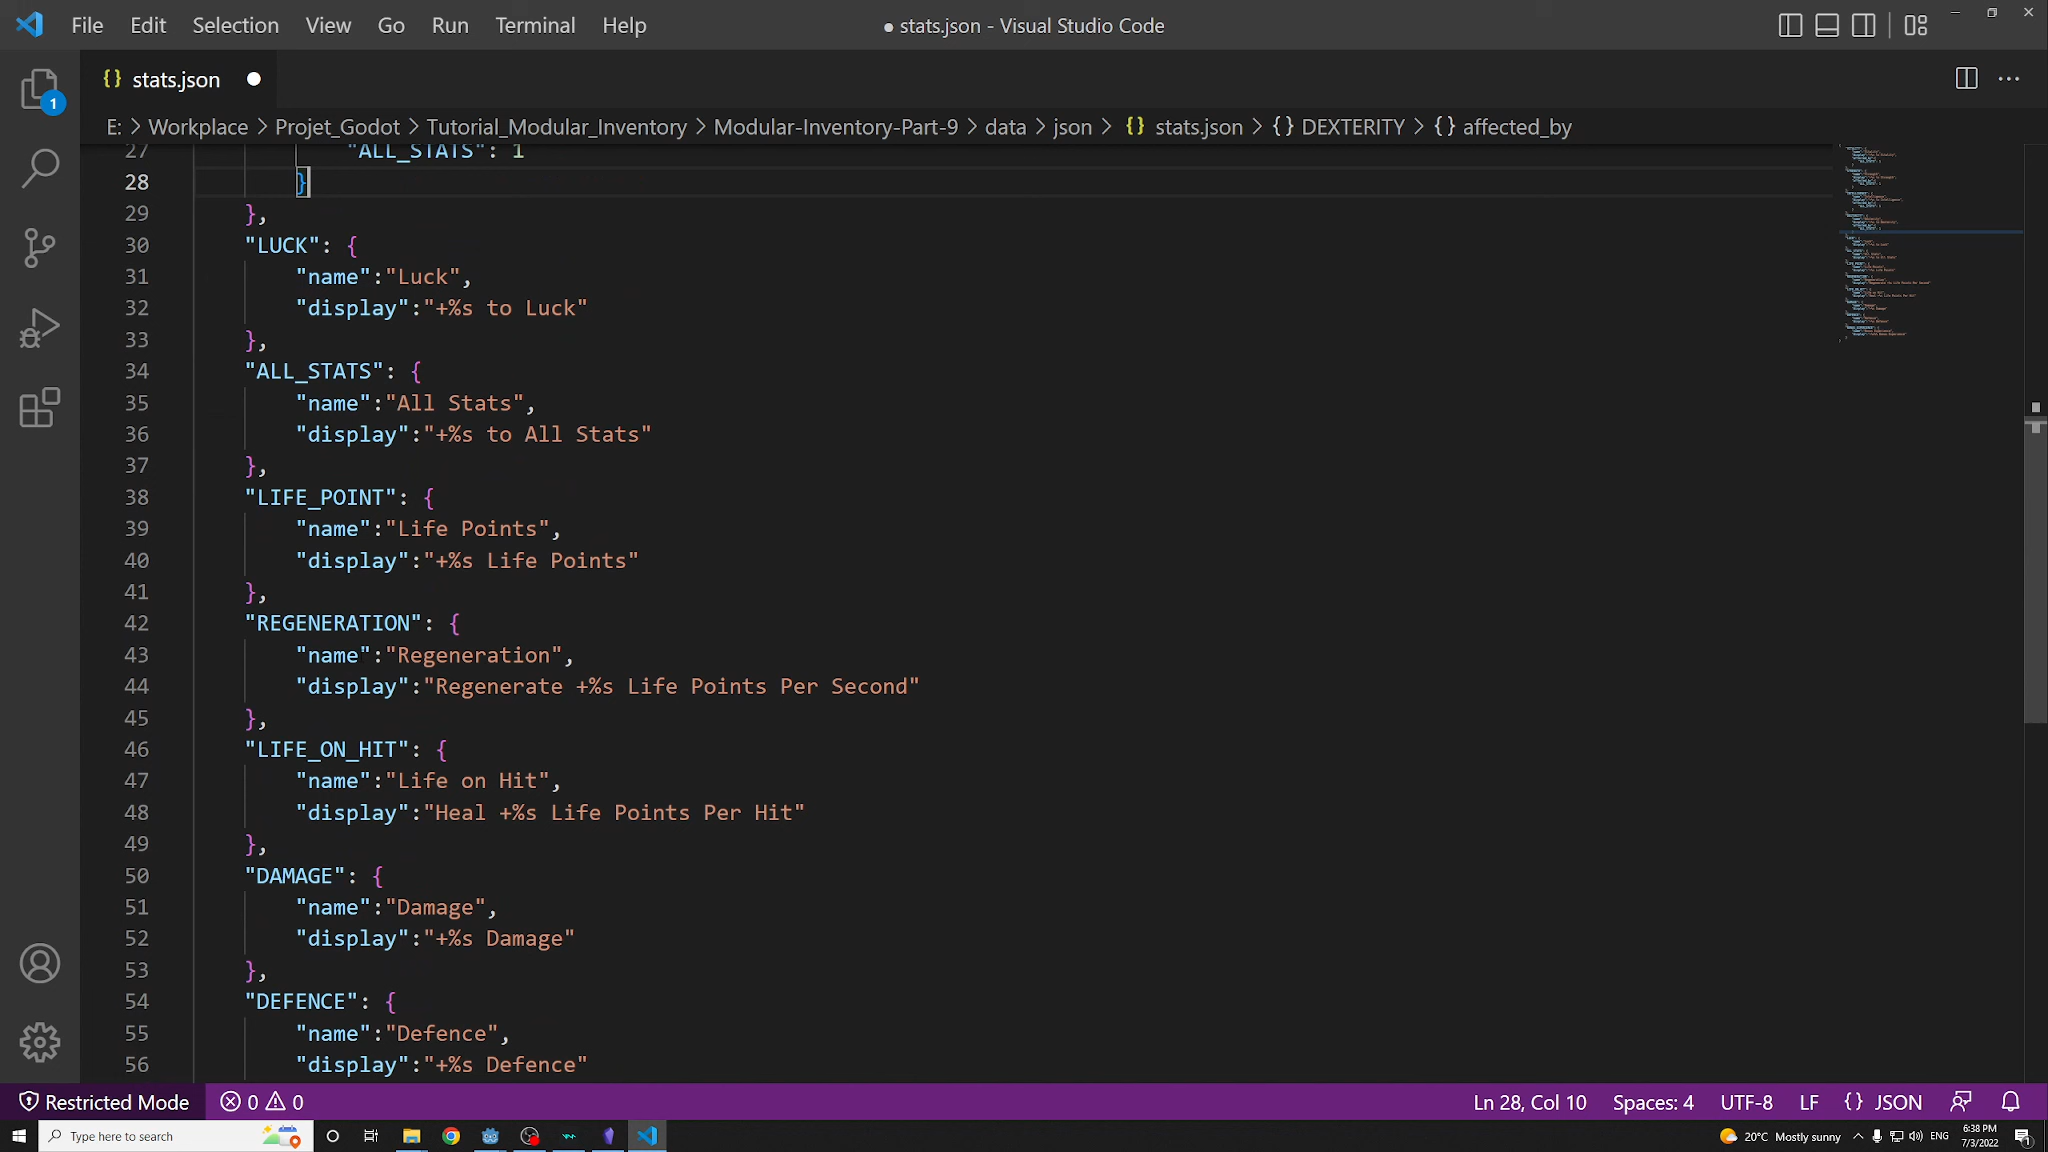 File Edit Selection View Go Run Terminal Help ● stats.json - Visual Studio Code
{} stats.json
1
E: > Workplace > Projet_Godot > Tutorial_Modular_Inventory > Modular-Inventory-Part-9 > data > json > {} stats.json > {} DEXTERITY > {} affected_by
27 "ALL_STATS": 1
28 }
29 },
30 "LUCK": {
31 "name":"Luck",
32 "display":"+%s to Luck"
33 },
34 "ALL_STATS": {
35 "name":"All Stats",
36 "display":"+%s to All Stats"
37 },
38 "LIFE_POINT": {
39 "name":"Life Points",
40 "display":"+%s Life Points"
41 },
42 "REGENERATION": {
43 "name":"Regeneration",
44 "display":"Regenerate +%s Life Points Per Second"
45 },
46 "LIFE_ON_HIT": {
47 "name":"Life on Hit",
48 "display":"Heal +%s Life Points Per Hit"
49 },
50 "DAMAGE": {
51 "name":"Damage",
52 "display":"+%s Damage"
53 },
54 "DEFENCE": {
55 "name":"Defence",
56 "display":"+%s Defence"
Restricted Mode 0 0 Ln 28, Col 10 Spaces: 4 UTF-8 LF {} JSON
Type here to search 20°C Mostly sunny ENG 6:38 PM
7/3/2022